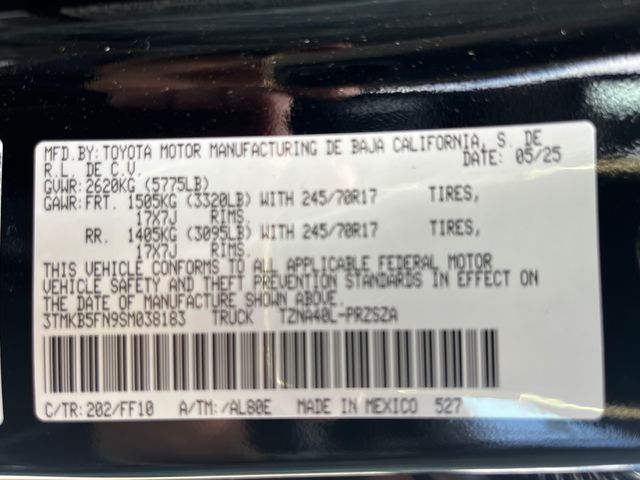 MFD.BY: TOYOTA MOTOR MANUFACTURING DE BAJA CALIFORNIA, S. DE
R.L. DE C.V. DATE: 05/25
GVWR: 2620KG (5775LB)
GAWR: FRT. 1505KG (3320LB) WITH 245/70R17 TIRES,
17X7J RIMS.
RR. 1405KG (3095LB) WITH 245/70R17 TIRES,
17X7J RIMS.
THIS VEHICLE CONFORMS TO ALL APPLICABLE FEDERAL MOTOR
VEHICLE SAFETY AND THEFT PREVENTION STANDARDS IN EFFECT ON
THE DATE OF MANUFACTURE SHOWN ABOVE.
3TMKB5FN9SM038183 TRUCK TZNA40L-PRZSZA
C/TR: 202/FF10 A/TM: /AL80E MADE IN MEXICO 527